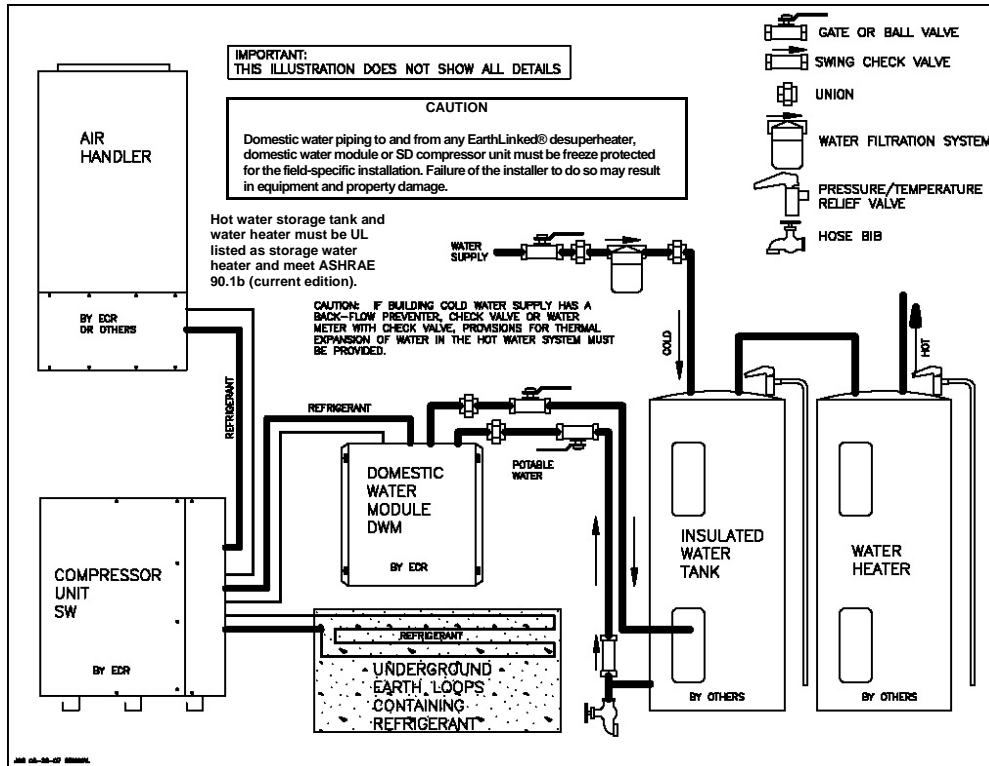 IMPORTANT:
THIS ILLUSTRATION DOES NOT SHOW ALL DETAILS
CAUTION
Domestic water piping to and from any EarthLinked® desuperheater,
domestic water module or SD compressor unit must be freeze protected
for the field-specific installation. Failure of the installer to do so may result
in equipment and property damage.
GATE OR BALL VALVE
SWING CHECK VALVE
UNION
WATER FILTRATION SYSTEM
PRESSURE/TEMPERATURE
RELIEF VALVE
HOSE BIB
AIR
HANDLER
BY ECR
OR OTHERS
Hot water storage tank and
water heater must be UL
listed as storage water
heater and meet ASHRAE
90.1b (current edition).
WATER
SUPPLY
CAUTION: IF BUILDING COLD WATER SUPPLY HAS A
BACK-FLOW PREVENTER, CHECK VALVE OR WATER
METER WITH CHECK VALVE, PROVISIONS FOR THERMAL
EXPANSION OF WATER IN THE HOT WATER SYSTEM MUST
BE PROVIDED.
COLD
HOT
REFRIGERANT
REFRIGERANT
DOMESTIC
WATER
MODULE
DWM
BY ECR
POTABLE
WATER
INSULATED
WATER
TANK
BY OTHERS
WATER
HEATER
BY OTHERS
COMPRESSOR
UNIT
SW
BY ECR
REFRIGERANT
UNDERGROUND
EARTH LOOPS
CONTAINING
REFRIGERANT